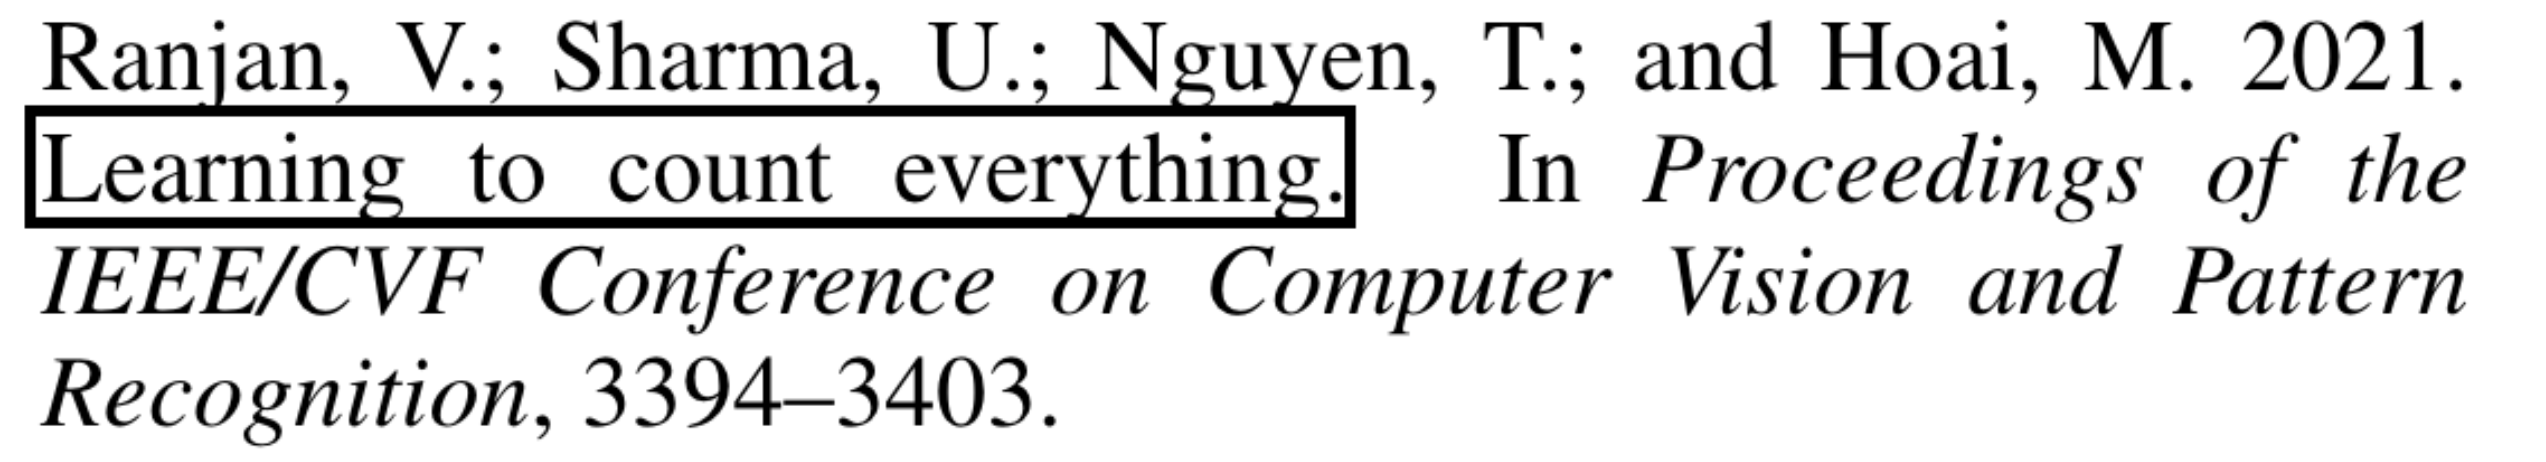 Ranjan, V.; Sharma, U.; Nguyen, T.; and Hoai, M. 2021.
Learning to count everything. In Proceedings of the
IEEE/CVF Conference on Computer Vision and Pattern
Recognition, 3394–3403.